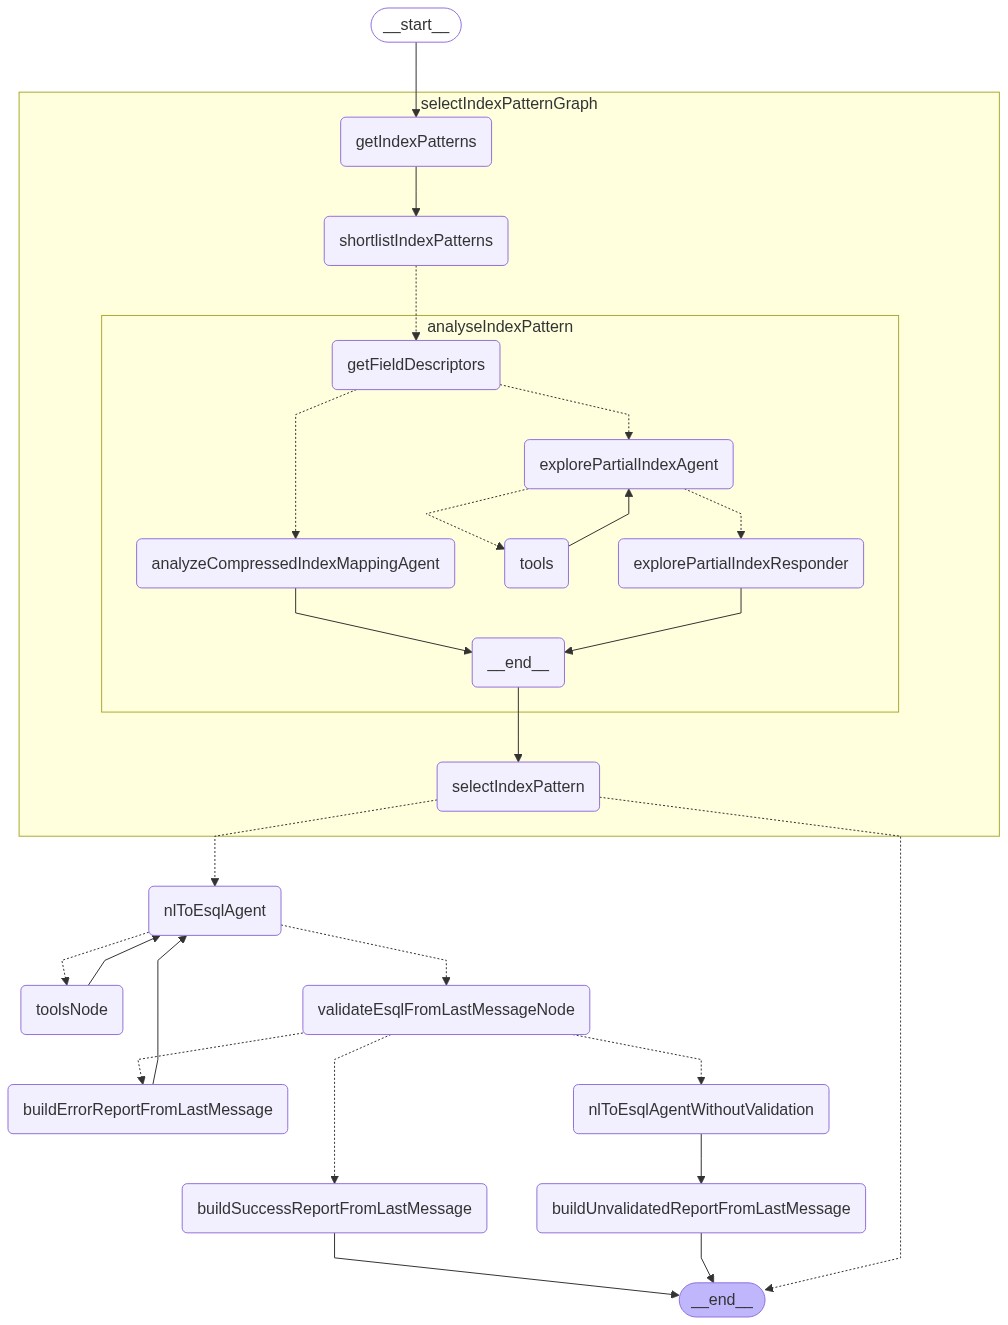 __start__
selectIndexPatternGraph
getIndexPatterns
shortlistIndexPatterns
analyseIndexPattern
getFieldDescriptors
explorePartialIndexAgent
analyzeCompressedIndexMappingAgent
tools
explorePartialIndexResponder
__end__
selectIndexPattern
nlToEsqlAgent
toolsNode
validateEsqlFromLastMessageNode
buildErrorReportFromLastMessage
nlToEsqlAgentWithoutValidation
buildSuccessReportFromLastMessage
buildUnvalidatedReportFromLastMessage
__end__